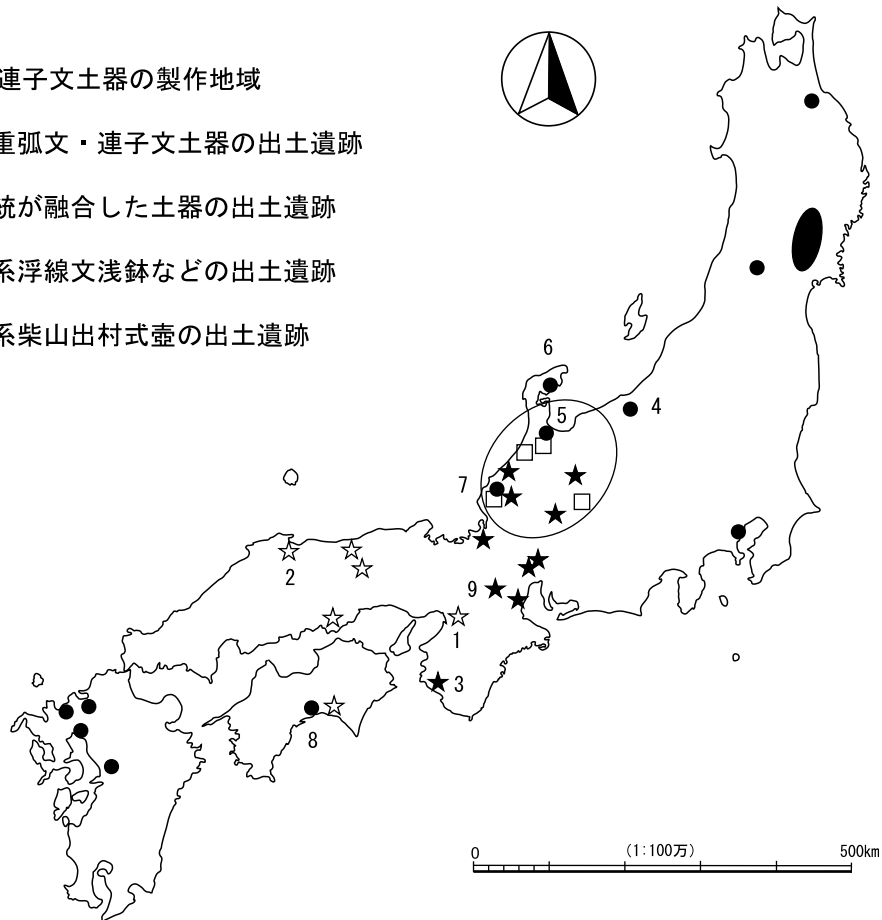 連子文土器の製作地域
重弧文・連子文土器の出土遺跡
統が融合した土器の出土遺跡
系浮線文浅鉢などの出土遺跡
系柴山出村式壺の出土遺跡
6
5
4
7
2
9
1
3
8
0
(1:100万)
500km